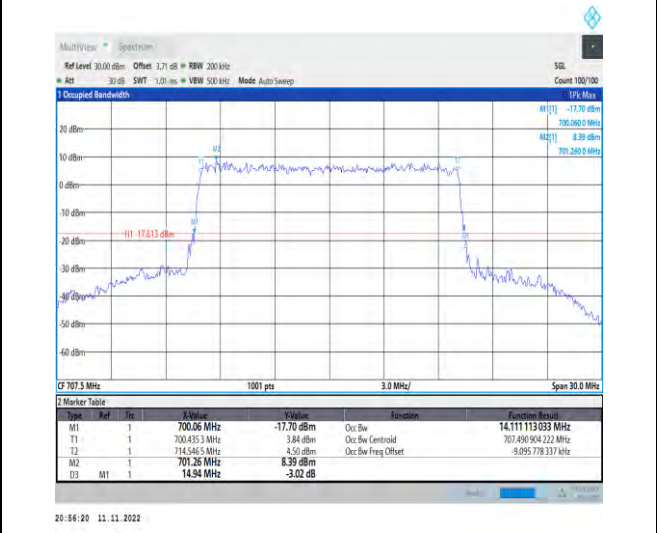 MultiView Spectrum
Ref Level 30.00 dBm Offset 3.71 dB RBW 200 kHz SGL
Att 30 dB SWT 1.01 ms VBW 500 kHz Mode Auto Sweep Count 100/100
1 Occupied Bandwidth 1Pk Max
M1[1] -17.70 dBm
700.060 0 MHz
M2[1] 8.39 dBm
701.260 0 MHz
20 dBm
M2
10 dBm
T1
0 dBm
-10 dBm
M1
H1 -17.613 dBm
-20 dBm
-30 dBm
-40 dBm
-50 dBm
-60 dBm
CF 707.5 MHz 1001 pts 3.0 MHz/ Span 30.0 MHz
2 Marker Table
Type Ref Trc X-Value Y-Value Function Function Result
M1 1 700.06 MHz -17.70 dBm Occ Bw 14.111 113 033 MHz
T1 1 700.435 3 MHz 3.84 dBm Occ Bw Centroid 707.490 904 222 MHz
T2 1 714.546 5 MHz 4.50 dBm Occ Bw Freq Offset -9.095 778 337 kHz
M2 1 701.26 MHz 8.39 dBm
D3 M1 1 14.94 MHz -3.02 dB
20:56:20 11.11.2022